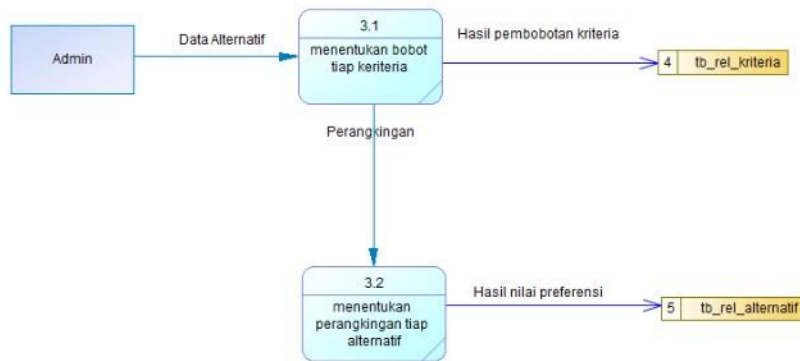 3.1
Admin
Data Alternatif
menentukan bobot
tiap keriteria
Hasil pembobotan kriteria
4 tb_rel_kriteria
Perangkingan
3.2
menentukan
perangkingan tiap
alternatif
Hasil nilai preferensi
5 tb_rel_alternatif